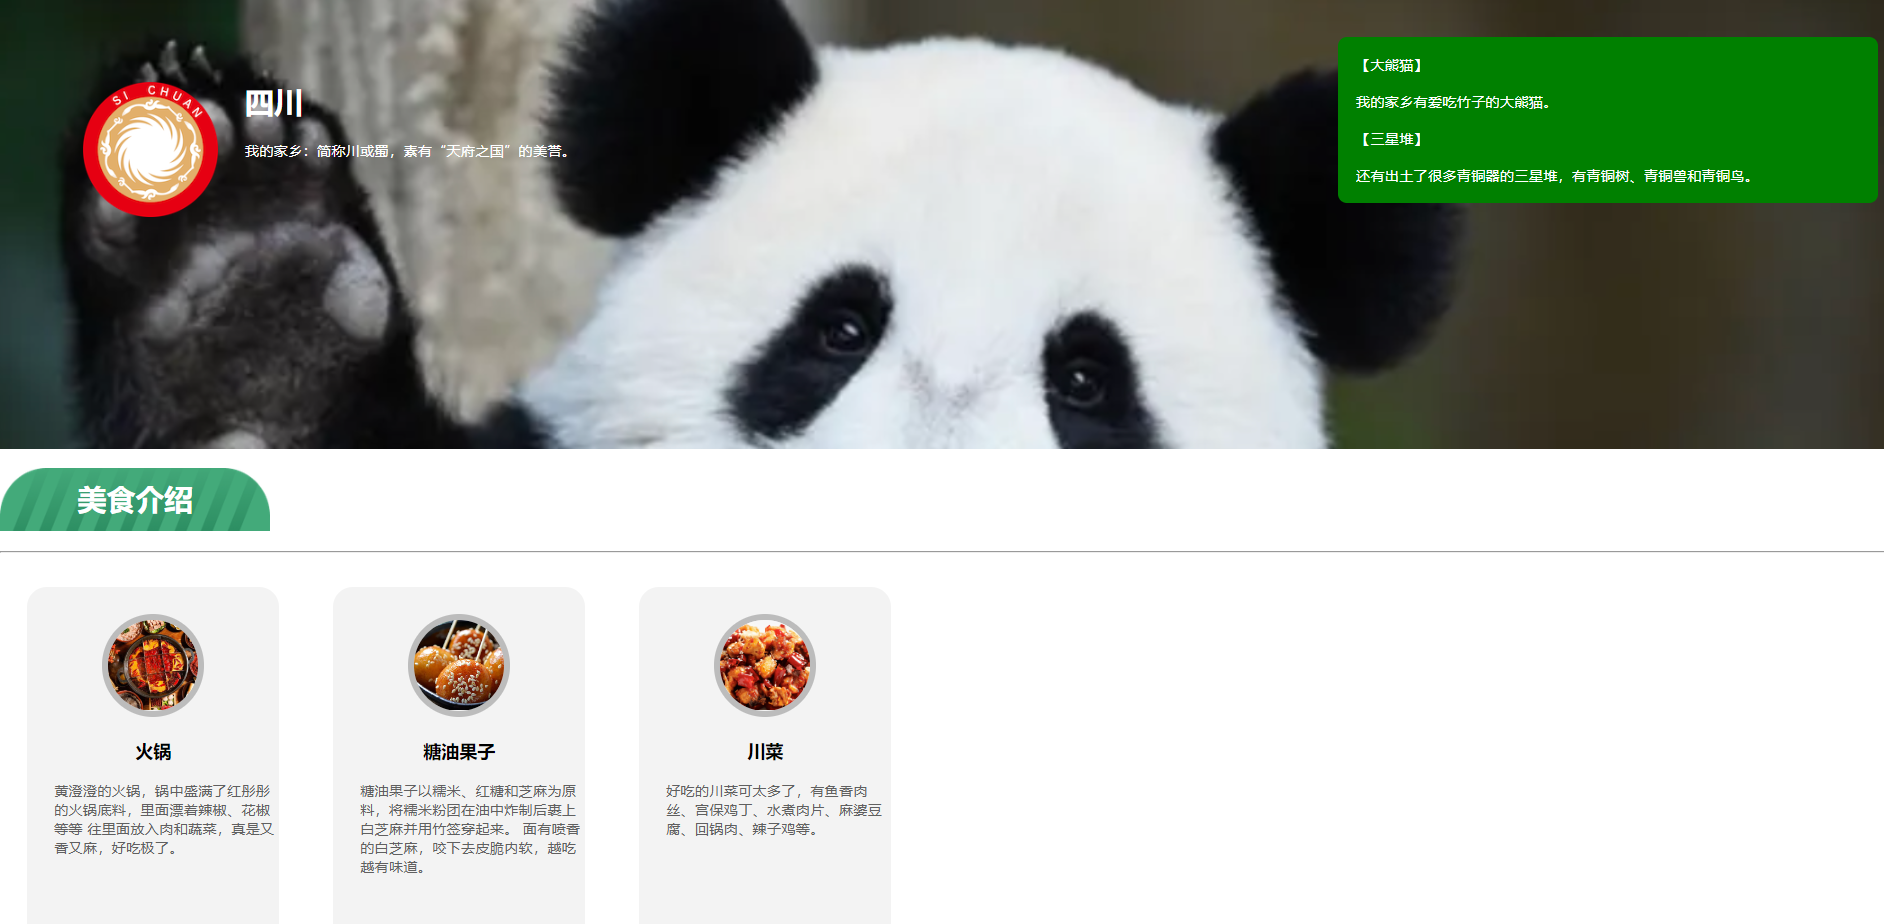 SI CHUAN
四川
我的家乡：简称川或蜀，素有“天府之国”的美誉。
【大熊猫】
我的家乡有爱吃竹子的大熊猫。
【三星堆】
还有出土了很多青铜器的三星堆，有青铜树、青铜兽和青铜鸟。
美食介绍
火锅
黄澄澄的火锅，锅中盛满了红彤彤
的火锅底料，里面漂着辣椒、花椒
等等 往里面放入肉和蔬菜，真是又
香又麻，好吃极了。
糖油果子
糖油果子以糯米、红糖和芝麻为原
料，将糯米粉团在油中炸制后裹上
白芝麻并用竹签穿起来。 面有喷香
的白芝麻，咬下去皮脆内软，越吃
越有味道。
川菜
好吃的川菜可太多了，有鱼香肉
丝、宫保鸡丁、水煮肉片、麻婆豆
腐、回锅肉、辣子鸡等。